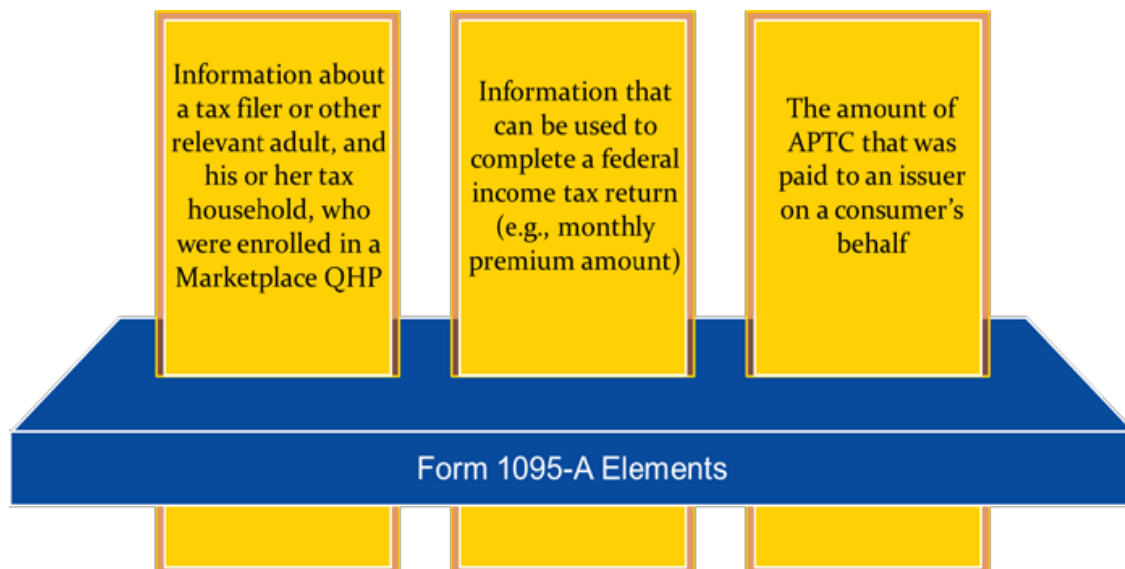 Information about
a tax filer or other
relevant adult, and
his or her tax
household, who
were enrolled in a
Marketplace QHP
Information that
can be used to
complete a federal
income tax return
(e.g., monthly
premium amount)
The amount of
APTC that was
paid to an issuer
on a consumer’s
behalf
Form 1095-A Elements